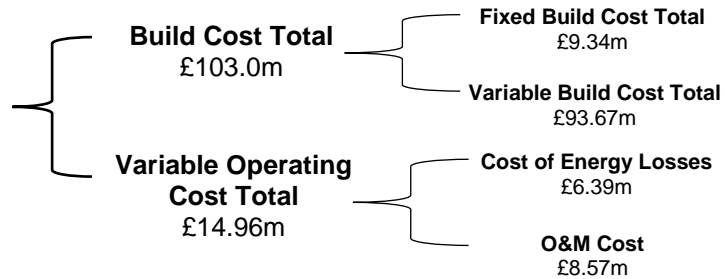 Build Cost Total
£103.0m
Fixed Build Cost Total
£9.34m
Variable Build Cost Total
£93.67m
Variable Operating
Cost Total
£14.96m
Cost of Energy Losses
£6.39m
O&M Cost
£8.57m